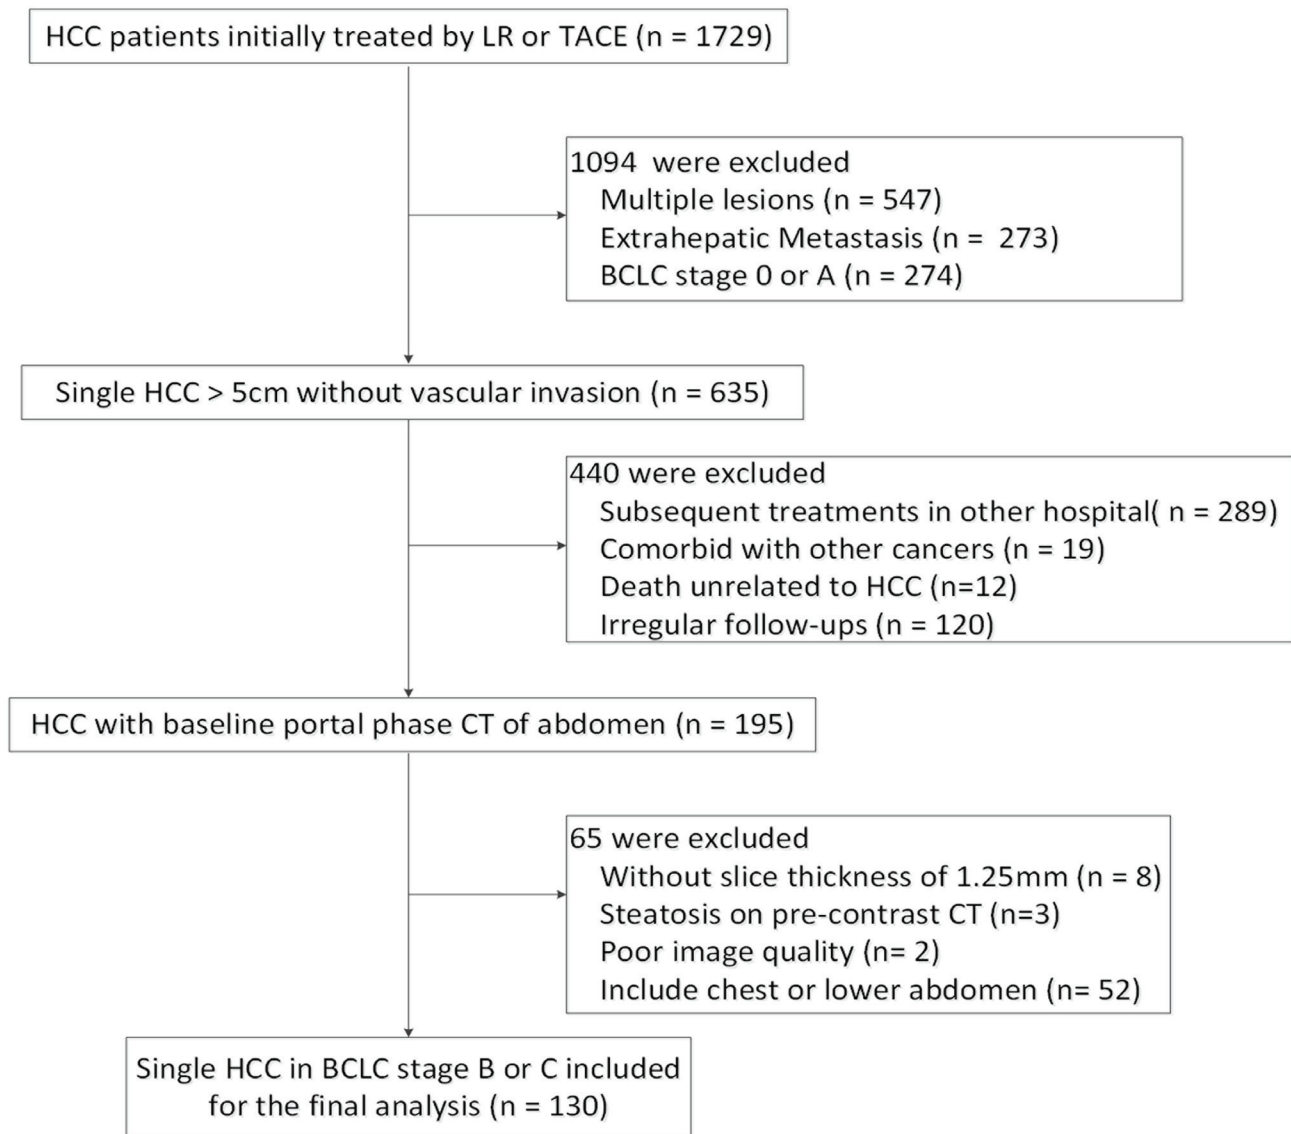 HCC patients initially treated by LR or TACE (n = 1729)
1094 were excluded
Multiple lesions (n = 547)
Extrahepatic Metastasis (n = 273)
BCLC stage 0 or A (n = 274)
Single HCC > 5cm without vascular invasion (n = 635)
440 were excluded
Subsequent treatments in other hospital( n = 289)
Comorbid with other cancers (n = 19)
Death unrelated to HCC (n=12)
Irregular follow-ups (n = 120)
HCC with baseline portal phase CT of abdomen (n = 195)
65 were excluded
Without slice thickness of 1.25mm (n = 8)
Steatosis on pre-contrast CT (n=3)
Poor image quality (n= 2)
Include chest or lower abdomen (n= 52)
Single HCC in BCLC stage B or C included
for the final analysis (n = 130)